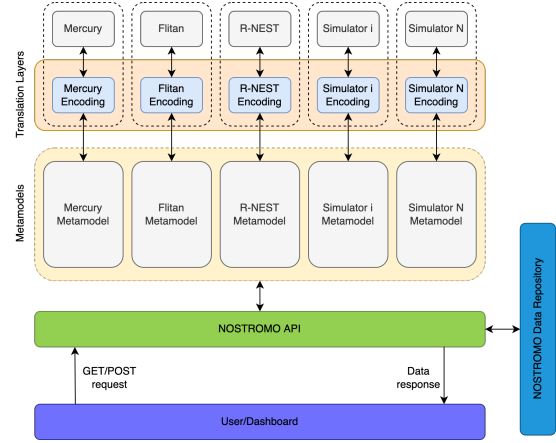 Mercury
Flitan
R-NEST
Simulator i
Simulator N
Translation Layers
Mercury
Encoding
Flitan
Encoding
R-NEST
Encoding
Simulator i
Encoding
Simulator N
Encoding
Metamodels
Mercury
Metamodel
Flitan
Metamodel
R-NEST
Metamodel
Simulator i
Metamodel
Simulator N
Metamodel
NOSTROMO Data Repository
NOSTROMO API
GET/POST
request
Data
response
User/Dashboard